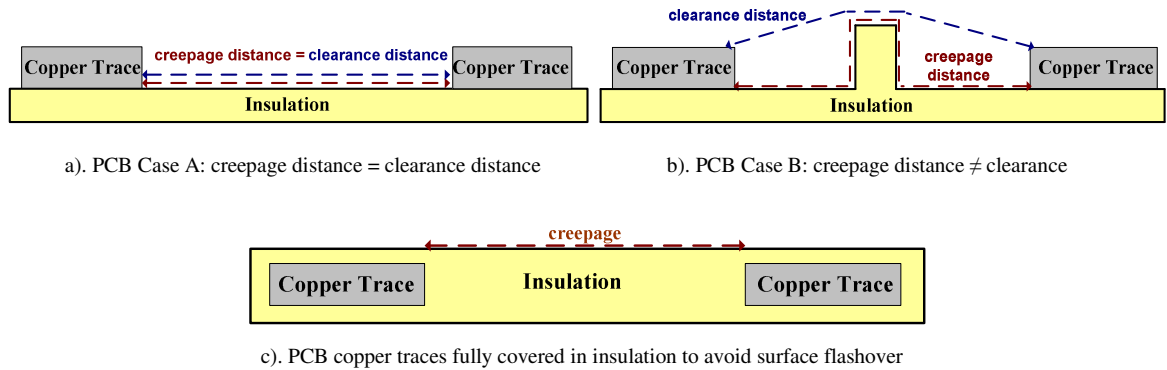 creepage distance = clearance distance
Copper Trace
Copper Trace
Insulation
a). PCB Case A: creepage distance = clearance distance
clearance distance
Copper Trace
creepage
distance
Copper Trace
Insulation
b). PCB Case B: creepage distance ≠ clearance
creepage
Copper Trace
Insulation
Copper Trace
c). PCB copper traces fully covered in insulation to avoid surface flashover